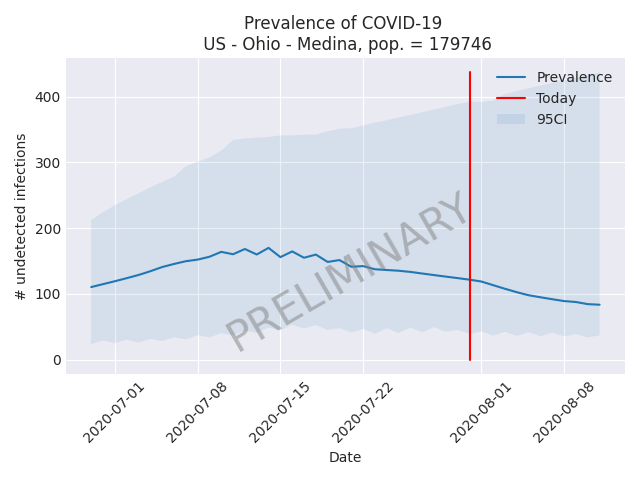 Prevalence of COVID-19
US - Ohio - Medina, pop. = 179746
Prevalence
Today
95CI
# undetected infections
400
300
200
100
0
PRELIMINARY
2020-07-01
2020-07-08
2020-07-15
2020-07-22
2020-08-01
2020-08-08
Date